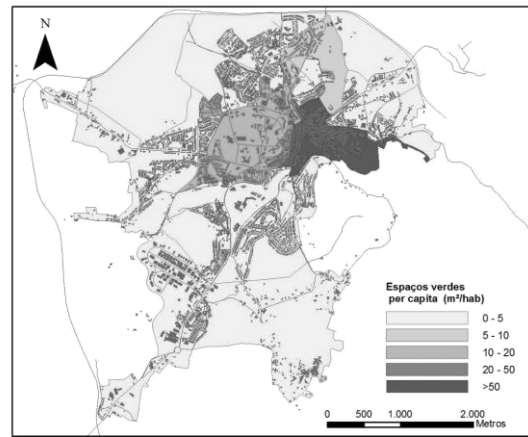 N
Espaços verdes
per capita (m²/hab)
0 - 5
5 - 10
10 - 20
20 - 50
>50
0 500 1.000 2.000
Metros